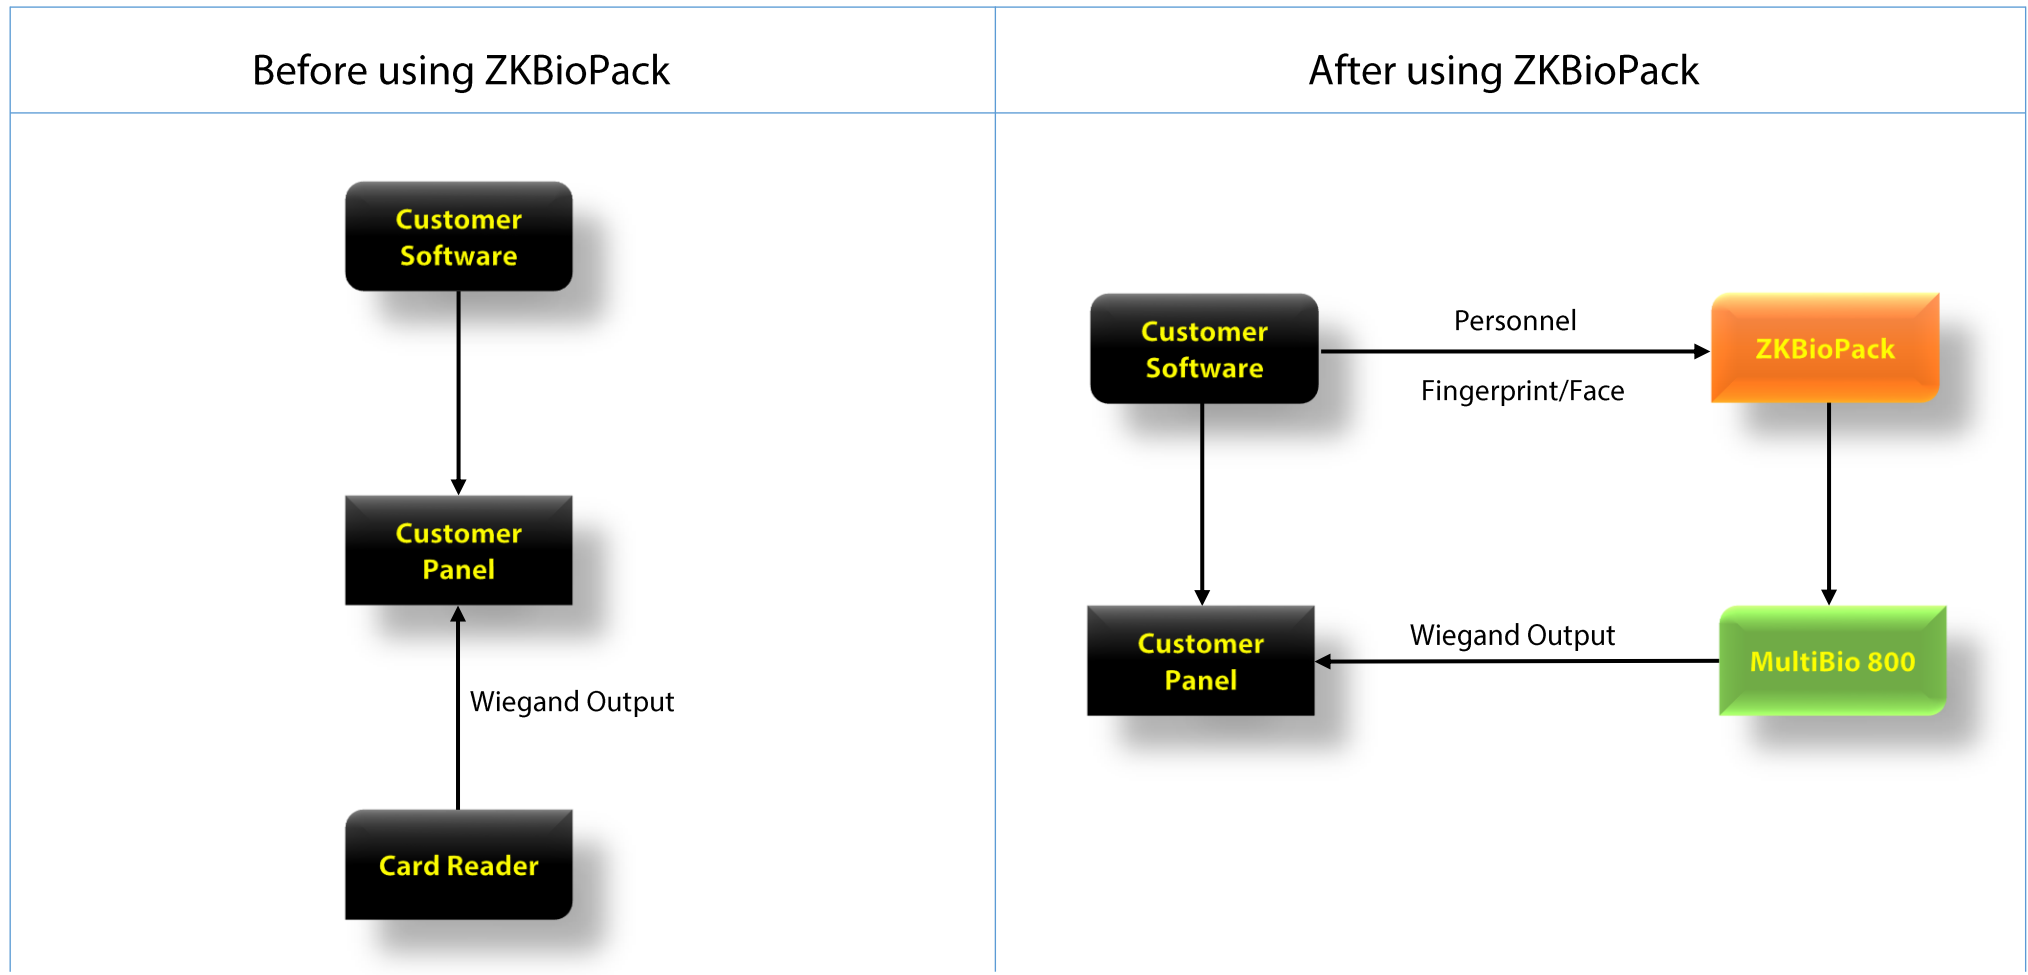 Before using ZKBioPack
After using ZKBioPack
Customer
Software
Customer
Panel
Wiegand Output
Card Reader
Customer
Software
Personnel
Fingerprint/Face
ZKBioPack
Customer
Panel
Wiegand Output
MultiBio 800